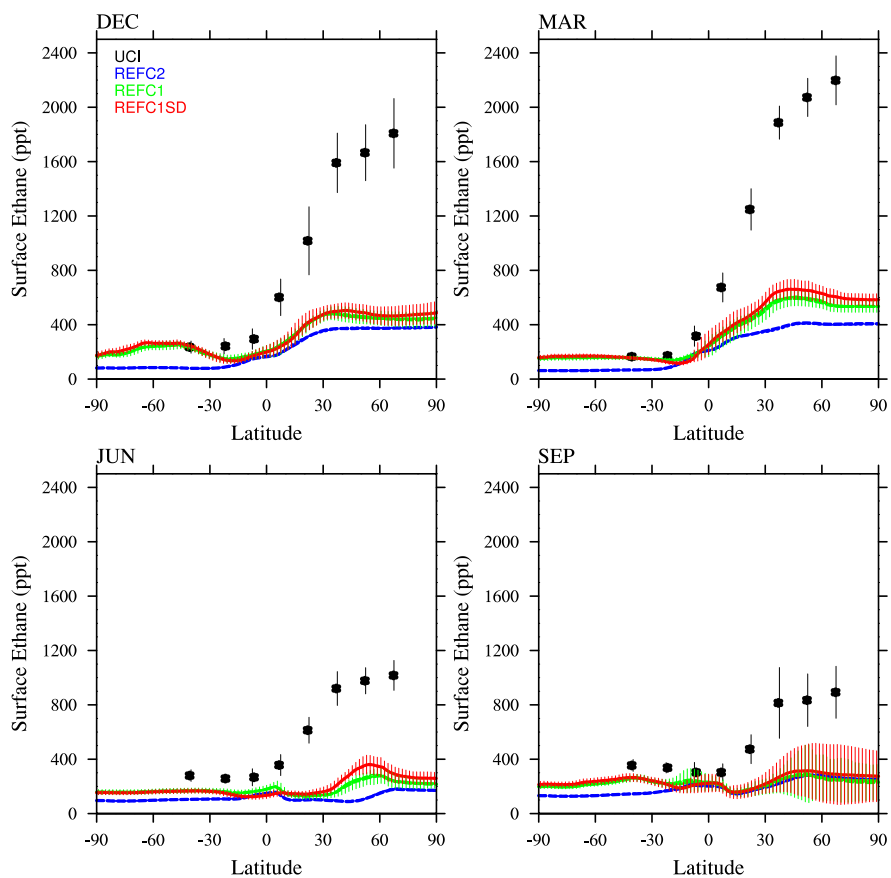 DEC
2400
2000
1600
1200
800
400
0
Surface Ethane (ppt)
UCI
REFC2
REFC1
REFC1SD
-90 -60 -30 0 30 60 90
Latitude
MAR
2400
2000
1600
1200
800
400
0
Surface Ethane (ppt)
-90 -60 -30 0 30 60 90
Latitude
JUN
2400
2000
1600
1200
800
400
0
Surface Ethane (ppt)
-90 -60 -30 0 30 60 90
Latitude
SEP
2400
2000
1600
1200
800
400
0
Surface Ethane (ppt)
-90 -60 -30 0 30 60 90
Latitude